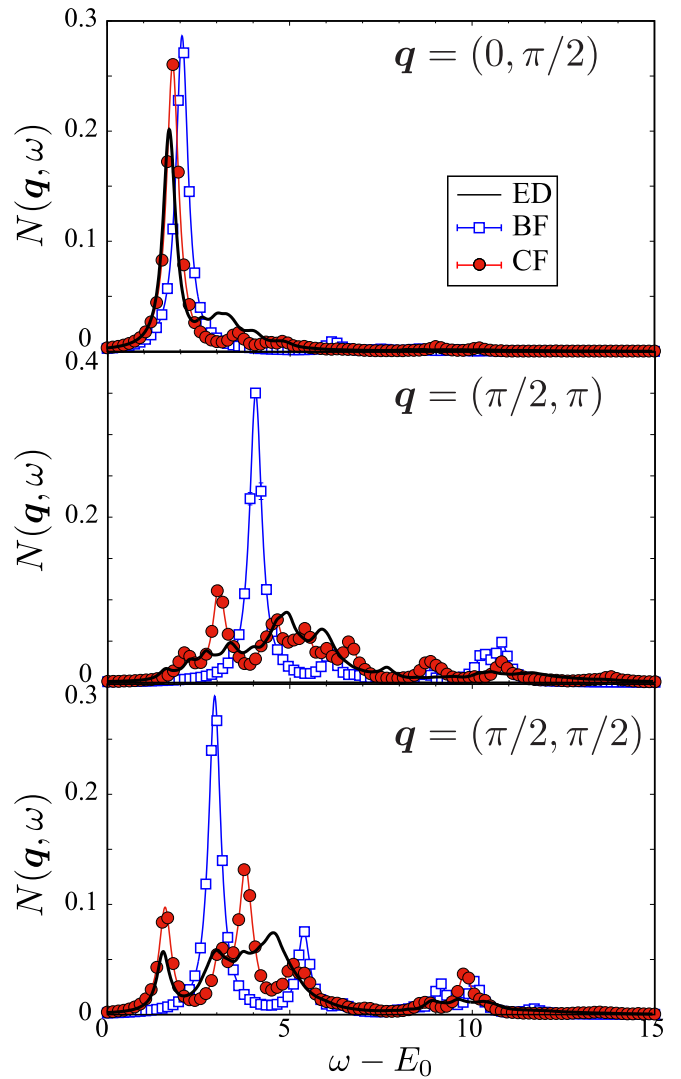 0.3
q = (0, π/2)
0.2
N(q, ω)
ED
BF
CF
0.1
0
0.4
q = (π/2, π)
N(q, ω)
0.2
0
0.3
q = (π/2, π/2)
0.2
N(q, ω)
0.1
0
0 5 10 15
ω − E₀